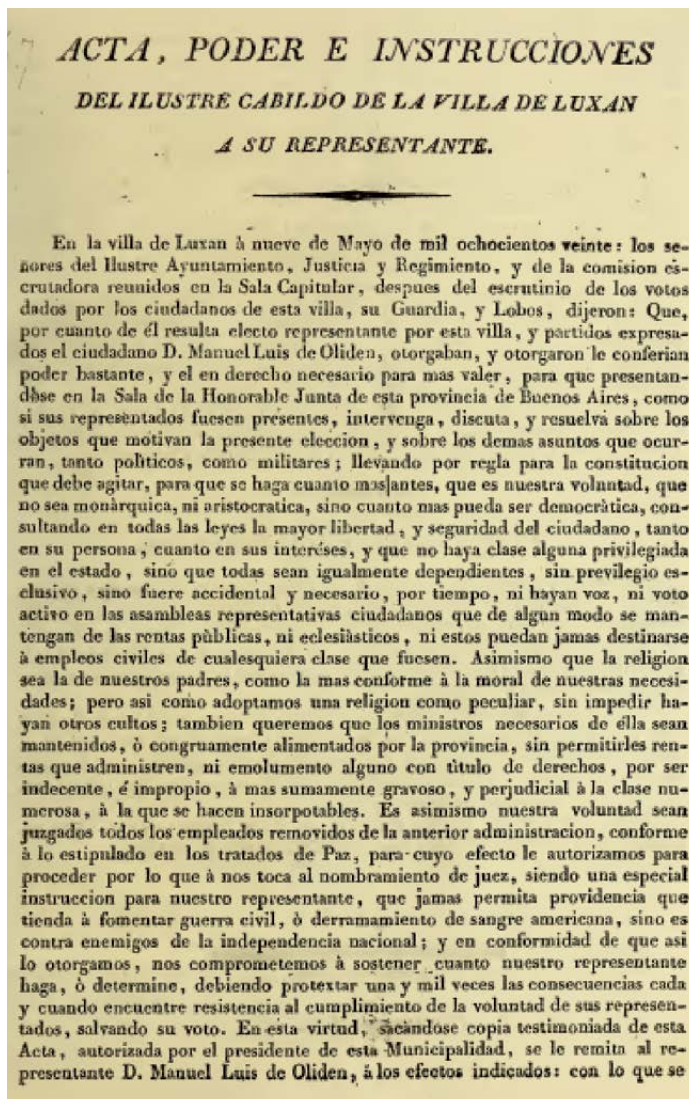 ACTA, PODER E INSTRUCCIONES
DEL ILUSTRE CABILDO DE LA VILLA DE LUXAN
A SU REPRESENTANTE.
En la villa de Luxan à nueve de Mayo de mil ochocientos veinte: los se-
ñores del Ilustre Ayuntamiento, Justicia y Regimiento, y de la comision es-
crutadora reunidos en la Sala Capitular, despues del escrutinio de los votos
dados por los ciudadanos de esta villa, su Guardia, y Lobos, dijeron: Que,
por cuanto de él resulta electo representante por esta villa, y partidos expresa-
dos el ciudadano D. Manuel Luis de Oliden, otorgaban, y otorgaron le conferian
poder bastante, y el en derecho necesario para mas valer, para que presentan-
dòse en la Sala de la Honorable Junta de esta provincia de Buenos Aires, como
si sus representados fuesen présentes, intervenga, discuta, y resuelva sobre los
objetos que motivan la presente eleccion, y sobre los demas asuntos que ocur-
ran, tanto polìticos, como militares; llevando por regla para la constitucion
que debe agitar, para que se haga cuanto mas antes, que es nuestra voluntad, que
no sea monàrquica, ni aristocratica, sino cuanto mas pueda ser democràtica, con-
sultando en todas las leyes la mayor libertad, y seguridad del ciudadano, tanto
en su persona, cuanto en sus interéses, y que no haya clase alguna privilegiada
en el estado, sinò que todas sean igualmente dependientes, sin previlegio es-
clusivo, sino fuere accidental y necesario, por tiempo, ni hayan voz, ni voto
activo en las asambleas representativas ciudadanos que de algun modo se man-
tengan de las rentas pùblicas, ni eclesiàsticos, ni estos puedan jamas destinarse
à empleos civiles de cualesquiera clase que fuesen. Asimismo que la religion
sea la de nuestros padres, como la mas conforme à la moral de nuestras necesi-
dades; pero asi como adoptamos una religion como peculiar, sin impedir ha-
yan otros cultos; tambien queremos que los ministros necesarios de élla sean
mantenidos, ò congruamente alimentados por la provincia, sin permitirles ren-
tas que administren, ni emolumento alguno con tìtulo de derechos, por ser
indecente, é impropio, à mas sumamente gravoso, y perjudicial à la clase nu-
merosa, à la que se hacen insorpotables. Es asimismo nuestra voluntad sean
juzgados todos los empleados removidos de la anterior administracion, conforme
à lo estipulado en los tratados de Paz, para cuyo efecto le autorizamos para
proceder por lo que à nos toca al nombramiento de juez, siendo una especial
instruccion para nuestro representante, que jamas permita providencia que
tienda à fomentar guerra civil, ò derramamiento de sangre americana, sino es
contra enemigos de la independencia nacional; y en conformidad de que asi
lo otorgamos, nos comprometemos à sostener cuanto nuestro representante
haga, ò determine, debiendo protextar una y mil veces las consecuencias cada
y cuando encuentre resistencia al cumplimiento de la voluntad de sus represen-
tados, salvando su voto. En esta virtud, sacàndose copia testimoniada de esta
Acta, autorizada por el presidente de esta Municipalidad, se le remita al re-
presentante D. Manuel Luis de Oliden, à los efectos indicados: con lo que se